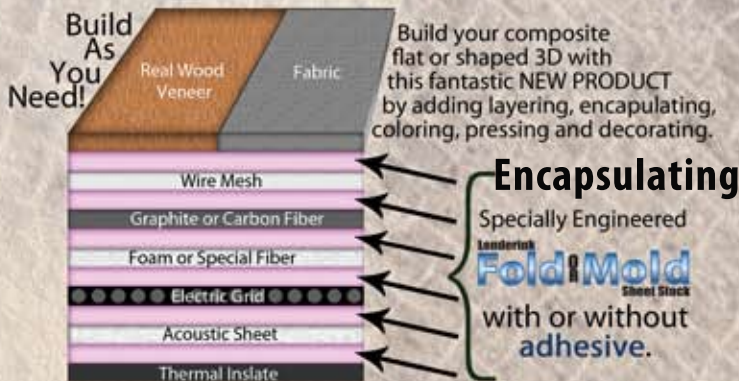 Build
As
You
Need!
Real Wood
Veneer
Fabric
Build your composite
flat or shaped 3D with
this fantastic NEW PRODUCT
by adding layering, encapulating,
coloring, pressing and decorating.
Wire Mesh
Graphite or Carbon Fiber
Foam or Special Fiber
Electric Grid
Acoustic Sheet
Thermal Inslate
Encapsulating
Specially Engineered
Lenderink
Fold OR Mold
Sheet Stock
with or without
adhesive.